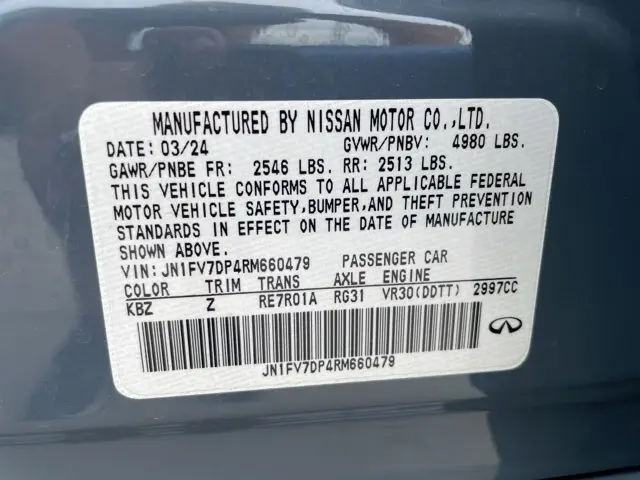 MANUFACTURED BY NISSAN MOTOR CO.,LTD.
DATE: 03/24 GVWR/PNBV: 4980 LBS.
GAWR/PNBE FR: 2546 LBS. RR: 2513 LBS.
THIS VEHICLE CONFORMS TO ALL APPLICABLE FEDERAL
MOTOR VEHICLE SAFETY,BUMPER,AND THEFT PREVENTION
STANDARDS IN EFFECT ON THE DATE OF MANUFACTURE
SHOWN ABOVE.
VIN: JN1FV7DP4RM660479 PASSENGER CAR
COLOR TRIM TRANS AXLE ENGINE
KBZ Z RE7R01A RG31 VR30(DDTT) 2997CC
JN1FV7DP4RM660479